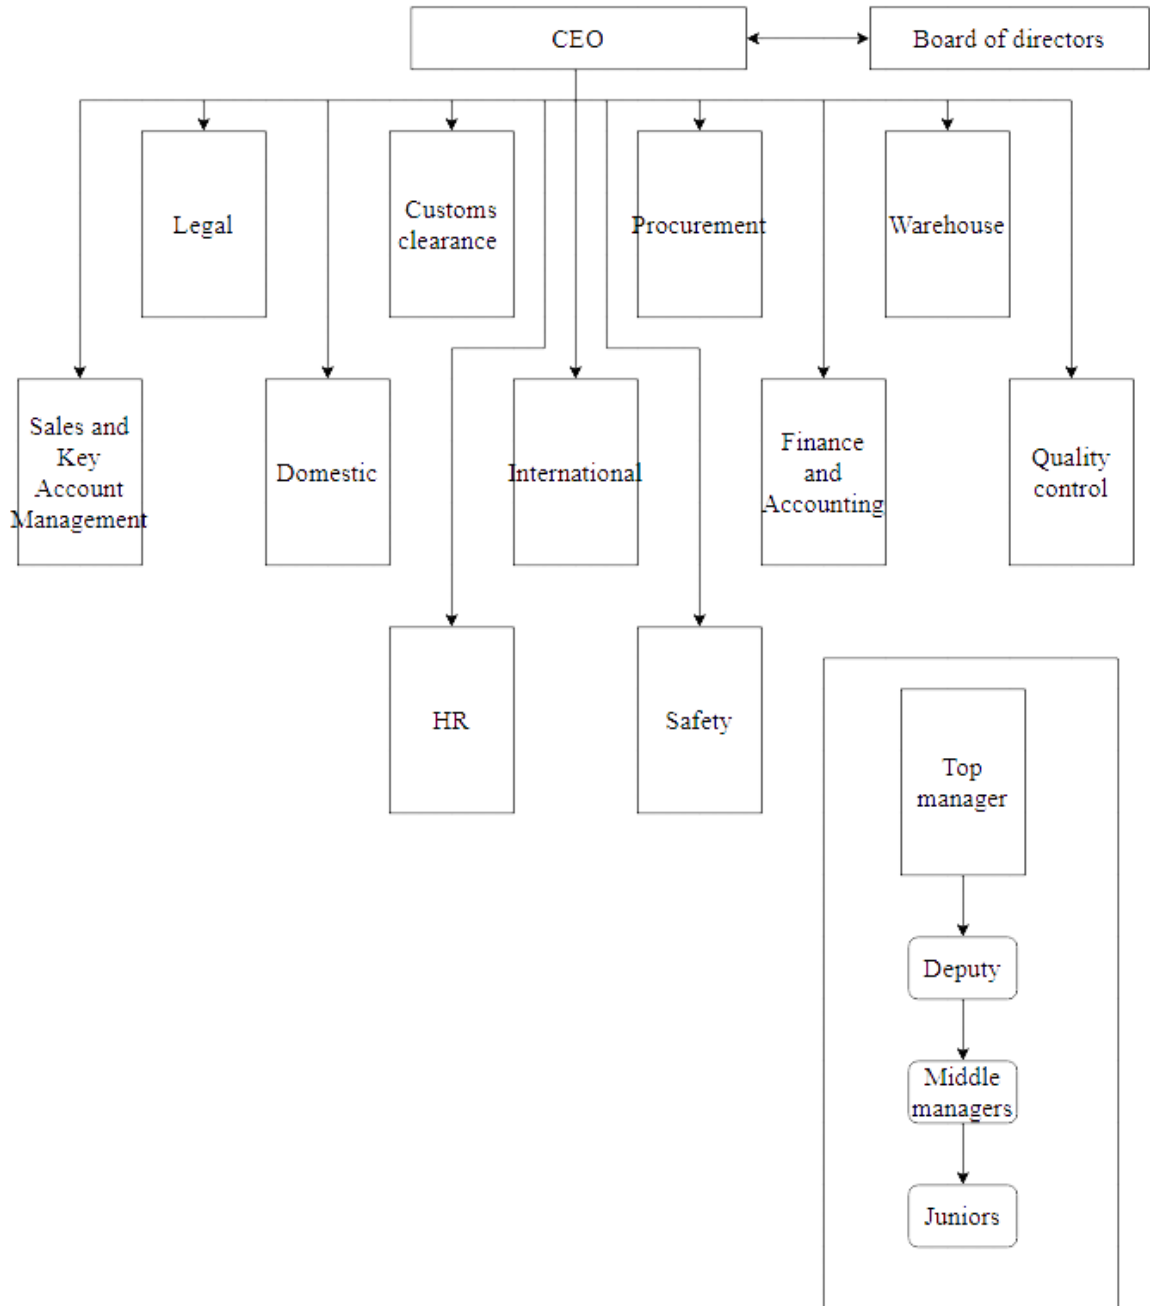 CEO
Board of directors
Legal
Customs
clearance
Procurement
Warehouse
Sales and
Key
Account
Management
Domestic
International
Finance
and
Accounting
Quality
control
HR
Safety
Top
manager
Deputy
Middle
managers
Juniors